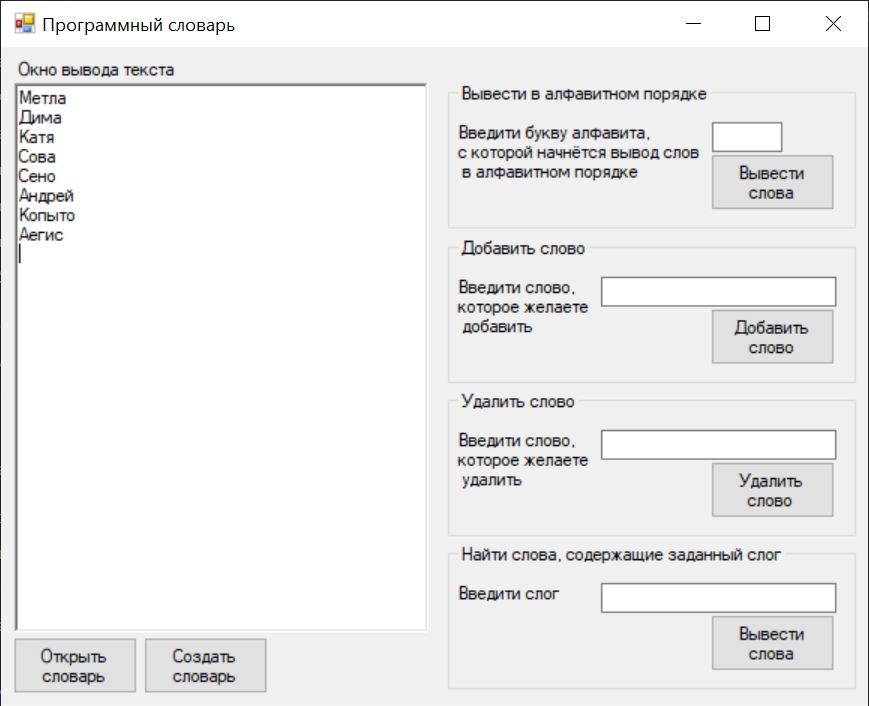 Программный словарь
Окно вывода текста
Метла
Дима
Катя
Сова
Сено
Андрей
Копыто
Аегис
Открыть
словарь
Создать
словарь
Вывести в алфавитном порядке
Введити букву алфавита,
с которой начнётся вывод слов
в алфавитном порядке
Вывести
слова
Добавить слово
Введити слово,
которое желаете
добавить
Добавить
слово
Удалить слово
Введити слово,
которое желаете
удалить
Удалить
слово
Найти слова, содержащие заданный слог
Введити слог
Вывести
слова